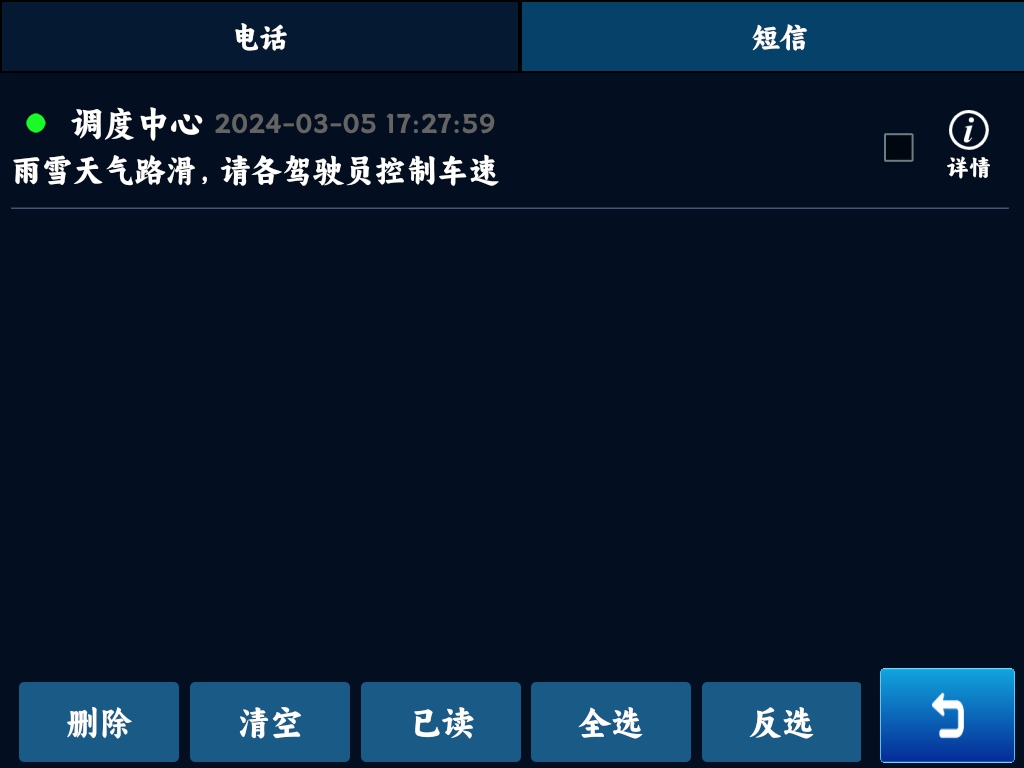 电话
短信
调度中心 2024-03-05 17:27:59
雨雪天气路滑,请各驾驶员控制车速
详情
删除
清空
已读
全选
反选